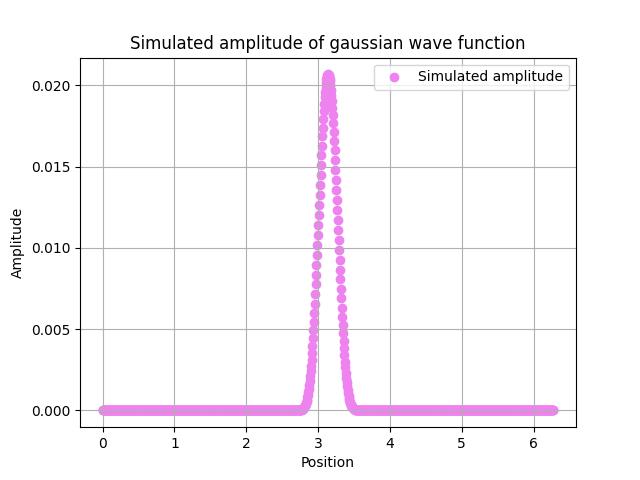 Simulated amplitude of gaussian wave function
Simulated amplitude
0.020
0.015
0.010
0.005
0.000
Amplitude
0 1 2 3 4 5 6
Position